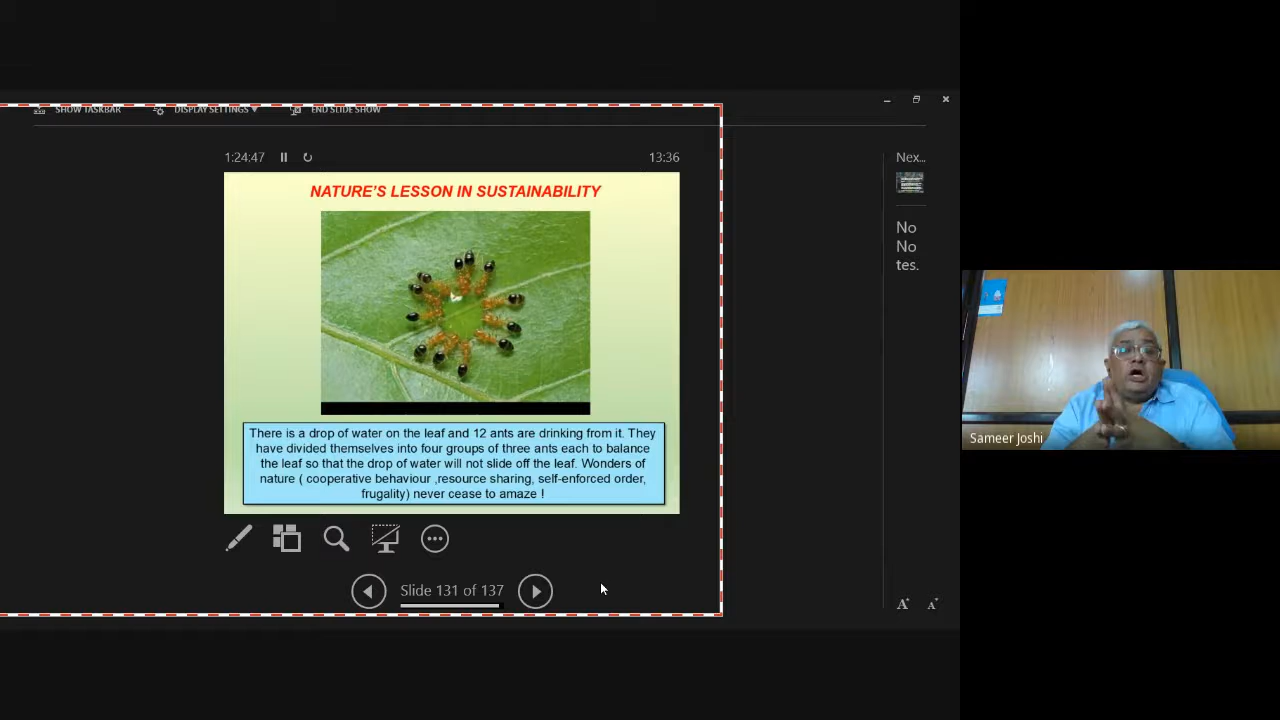 SHOW TASKBAR DISPLAY SETTINGS END SLIDE SHOW
1:24:47
13:36
NATURE'S LESSON IN SUSTAINABILITY
There is a drop of water on the leaf and 12 ants are drinking from it. They
have divided themselves into four groups of three ants each to balance
the leaf so that the drop of water will not slide off the leaf. Wonders of
nature ( cooperative behaviour ,resource sharing, self-enforced order,
frugality) never cease to amaze !
Slide 131 of 137
Nex...
No
No
tes.
A A
Sameer Joshi